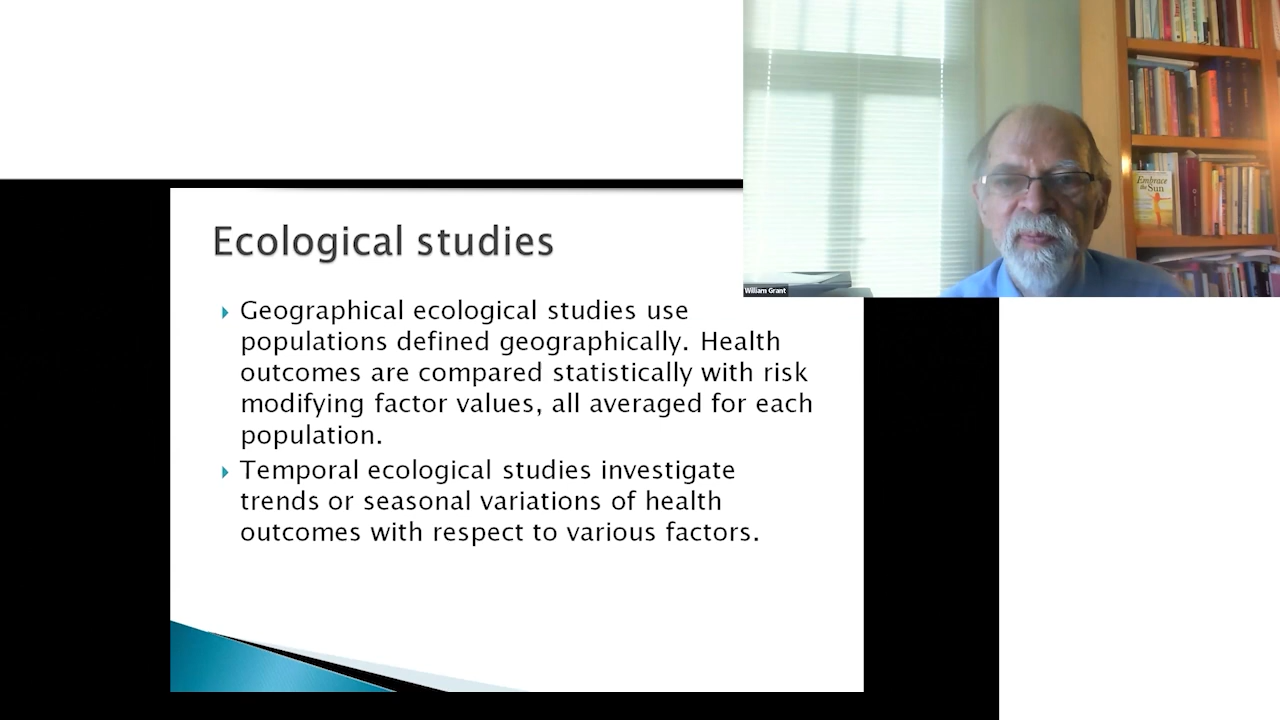 Embrace
the Sun
William Grant
Ecological studies
Geographical ecological studies use
populations defined geographically. Health
outcomes are compared statistically with risk
modifying factor values, all averaged for each
population.
Temporal ecological studies investigate
trends or seasonal variations of health
outcomes with respect to various factors.